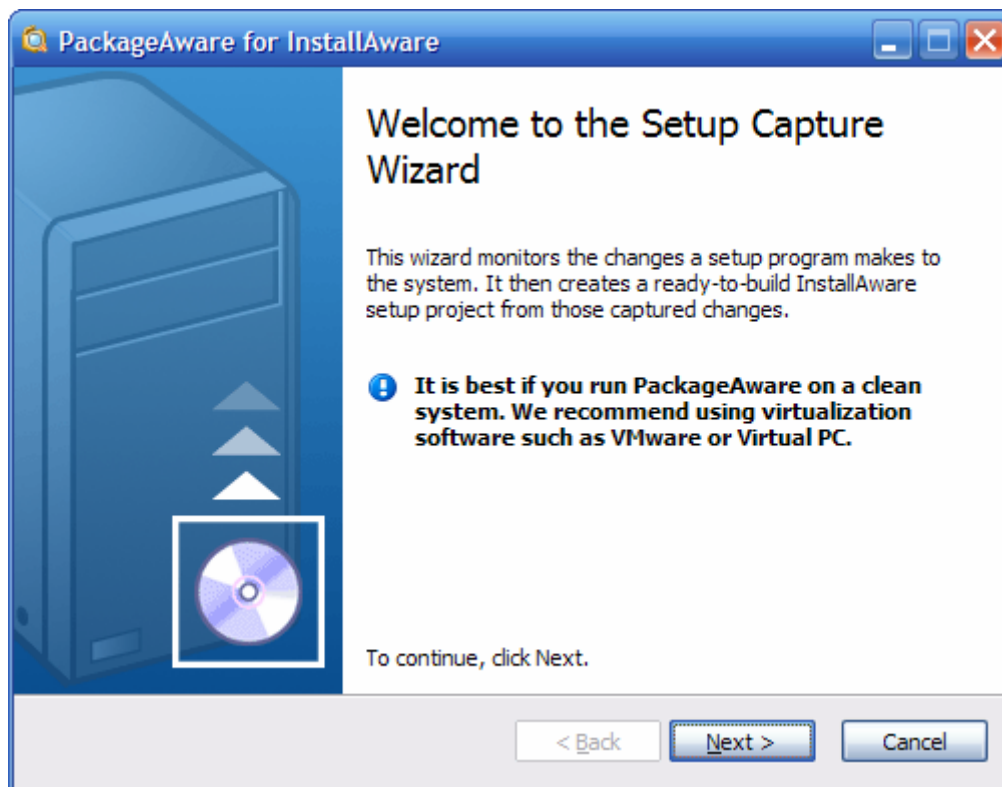 PackageAware for InstallAware
Welcome to the Setup Capture
Wizard
This wizard monitors the changes a setup program makes to
the system. It then creates a ready-to-build InstallAware
setup project from those captured changes.
It is best if you run PackageAware on a clean
system. We recommend using virtualization
software such as VMware or Virtual PC.
To continue, click Next.
< Back Next > Cancel